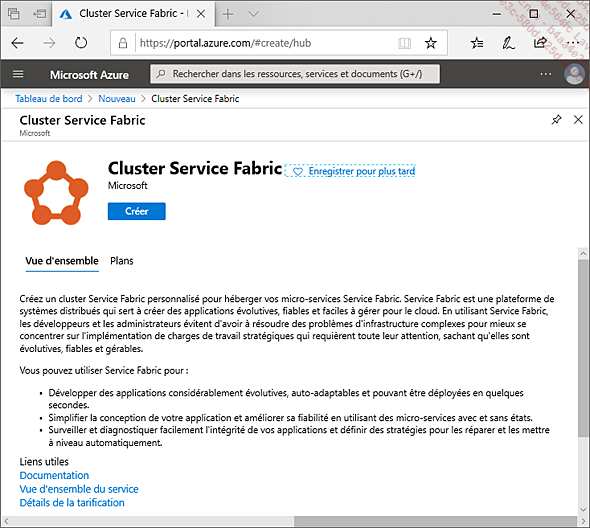 Cluster Service Fabric -
https://portal.azure.com/#create/hub
Microsoft Azure
Rechercher dans les ressources, services et documents (G+/)
Tableau de bord > Nouveau > Cluster Service Fabric
Cluster Service Fabric
Microsoft
Cluster Service Fabric
Enregistrer pour plus tard
Microsoft
Créer
Vue d'ensemble Plans
Créez un cluster Service Fabric personnalisé pour héberger vos micro-services Service Fabric. Service Fabric est une plateforme de
systèmes distribués qui sert à créer des applications évolutives, fiables et faciles à gérer pour le cloud. En utilisant Service Fabric,
les développeurs et les administrateurs évitent d'avoir à résoudre des problèmes d'infrastructure complexes pour mieux se
concentrer sur l'implémentation de charges de travail stratégiques qui requièrent toute leur attention, sachant qu'elles sont
évolutives, fiables et gérables.
Vous pouvez utiliser Service Fabric pour :
• Développer des applications considérablement évolutives, auto-adaptables et pouvant être déployées en quelques
secondes.
• Simplifier la conception de votre application et améliorer sa fiabilité en utilisant des micro-services avec et sans états.
• Surveiller et diagnostiquer facilement l'intégrité de vos applications et définir des stratégies pour les réparer et les mettre
à niveau automatiquement.
Liens utiles
Documentation
Vue d'ensemble du service
Détails de la tarification